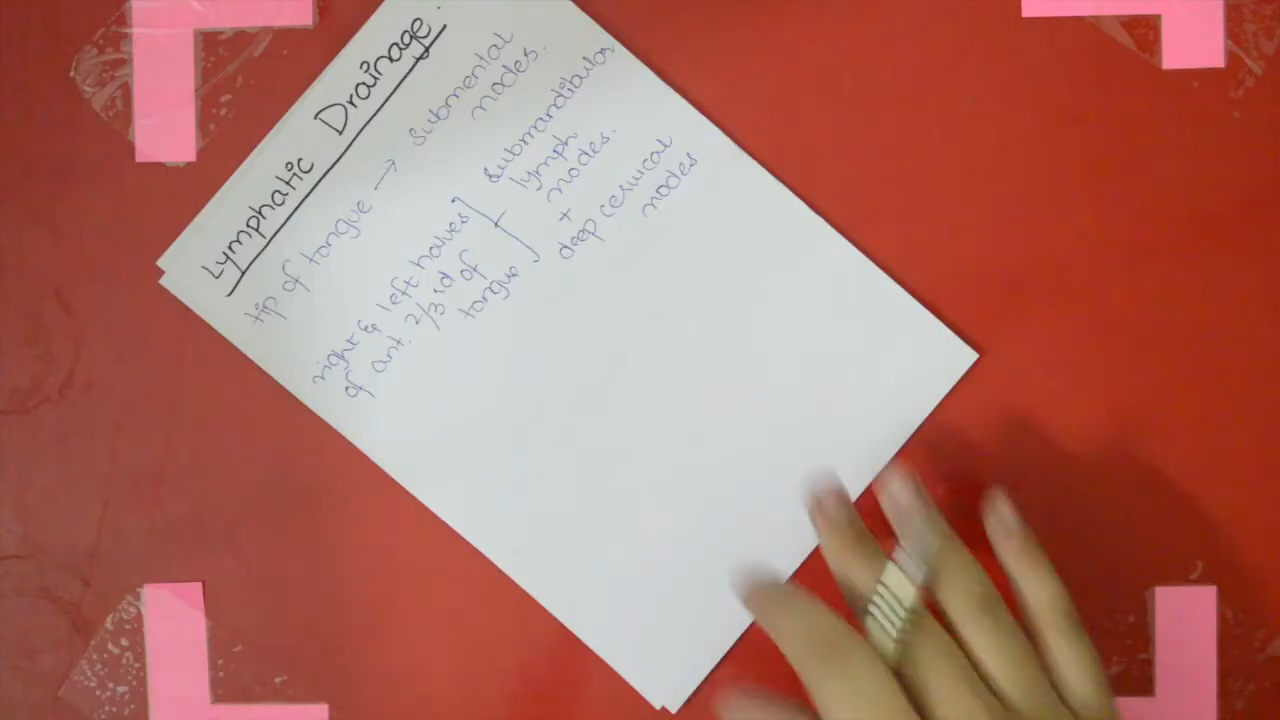 Lymphatic Drainage.
tip of tongue → submental
nodes.
right & left halves
of ant. 2/3rd of
tongue
submandibular
lymph
nodes.
+
deep cervical
nodes.